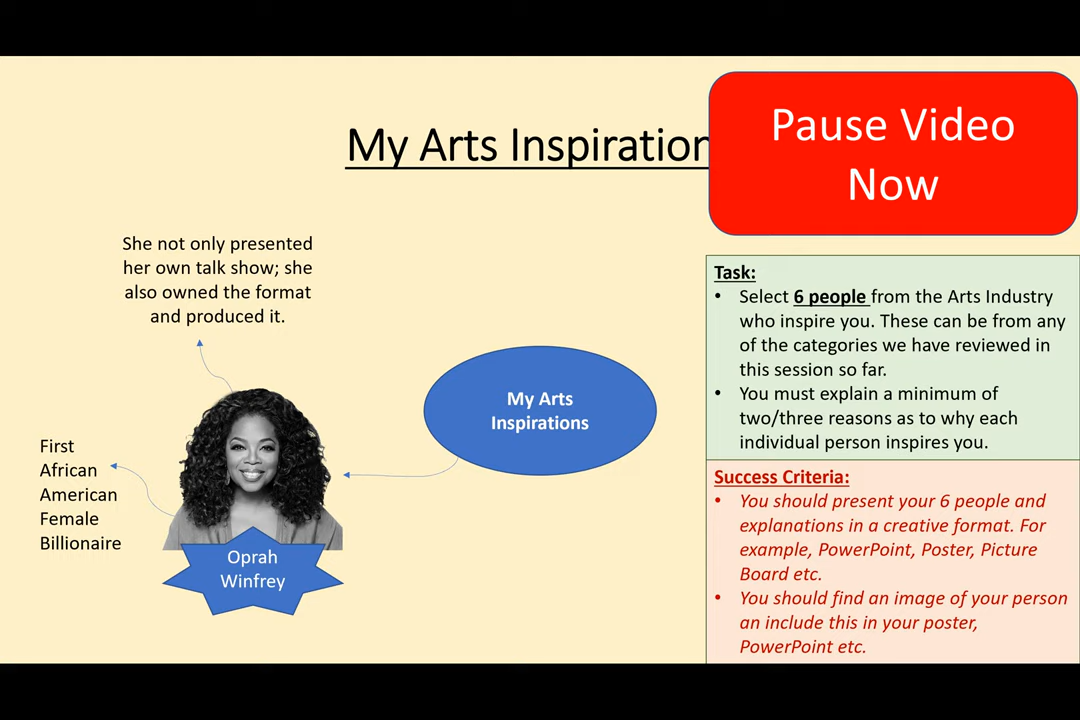 My Arts Inspiration
Pause Video
Now
She not only presented
her own talk show; she
also owned the format
and produced it.
First
African
American
Female
Billionaire
Oprah
Winfrey
My Arts
Inspirations
Task:
• Select 6 people from the Arts Industry
who inspire you. These can be from any
of the categories we have reviewed in
this session so far.
• You must explain a minimum of
two/three reasons as to why each
individual person inspires you.
Success Criteria:
• You should present your 6 people and
explanations in a creative format. For
example, PowerPoint, Poster, Picture
Board etc.
• You should find an image of your person
an include this in your poster,
PowerPoint etc.